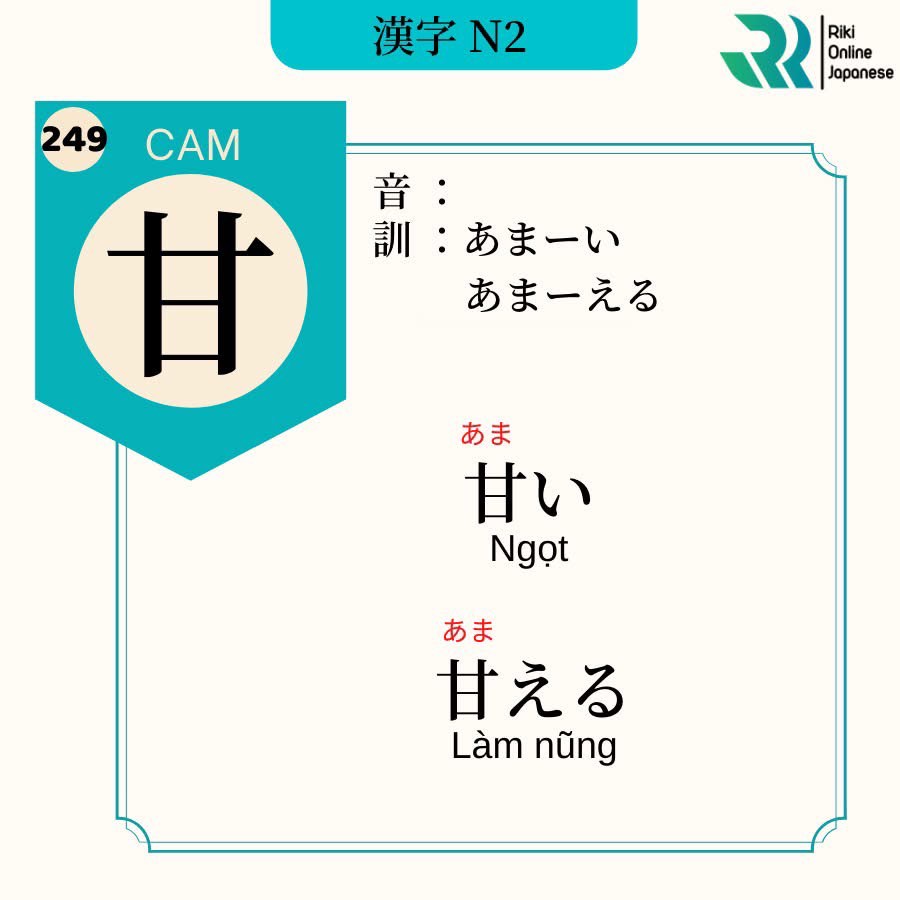 漢字 N2
Riki
Online
Japanese
249
CAM
甘
音 ：
訓 ：あまーい
あまーえる
あま
甘い
Ngọt
あま
甘える
Làm nũng